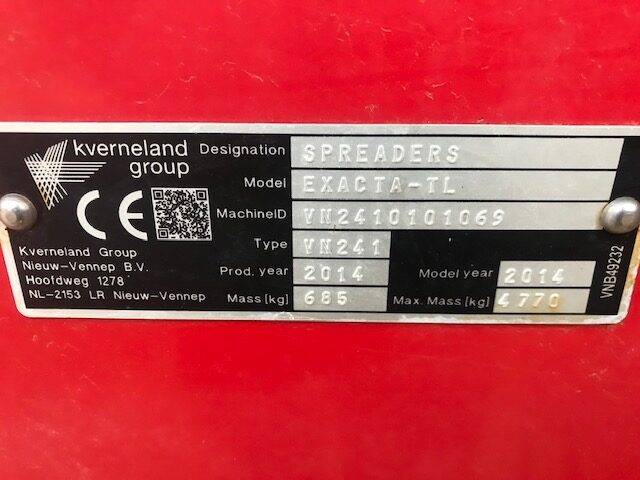 kverneland
group
CE
Kverneland Group
Nieuw-Vennep B.V.
Hoofdweg 1278
NL-2153 LR Nieuw-Vennep
Designation SPREADERS
Model EXACTA-TL
MachineID VN2410101069
Type VN241
Prod. year 2014 Model year 2014
Mass [kg] 685 Max. Mass [kg] 4770
VNB49232